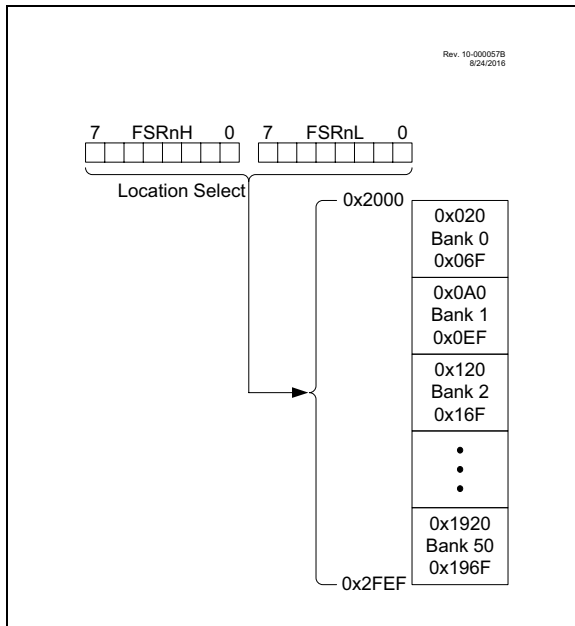 Rev. 10-000057B
8/24/2016
7 FSRnH 0 7 FSRnL 0
Location Select
0x2000
0x020
Bank 0
0x06F
0x0A0
Bank 1
0x0EF
0x120
Bank 2
0x16F
0x1920
Bank 50
0x196F
0x2FEF